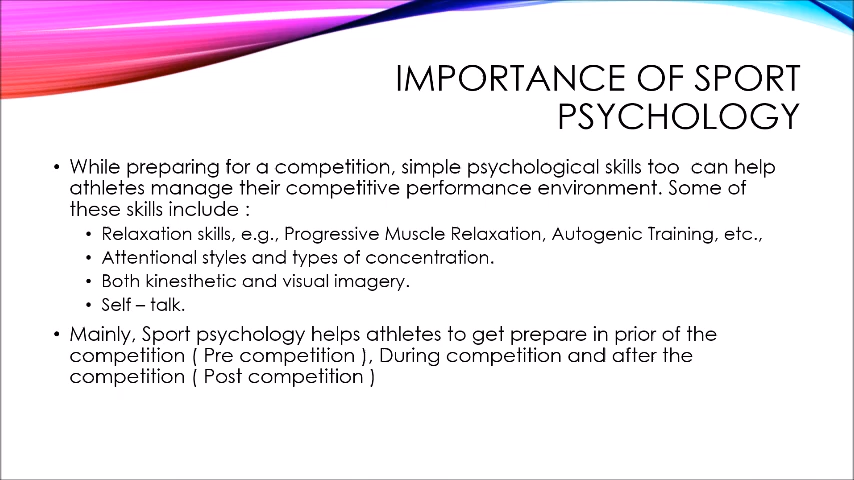 IMPORTANCE OF SPORT
PSYCHOLOGY
• While preparing for a competition, simple psychological skills too can help
athletes manage their competitive performance environment. Some of
these skills include :
• Relaxation skills, e.g., Progressive Muscle Relaxation, Autogenic Training, etc.,
• Attentional styles and types of concentration.
• Both kinesthetic and visual imagery.
• Self – talk.
• Mainly, Sport psychology helps athletes to get prepare in prior of the
competition ( Pre competition ), During competition and after the
competition ( Post competition )